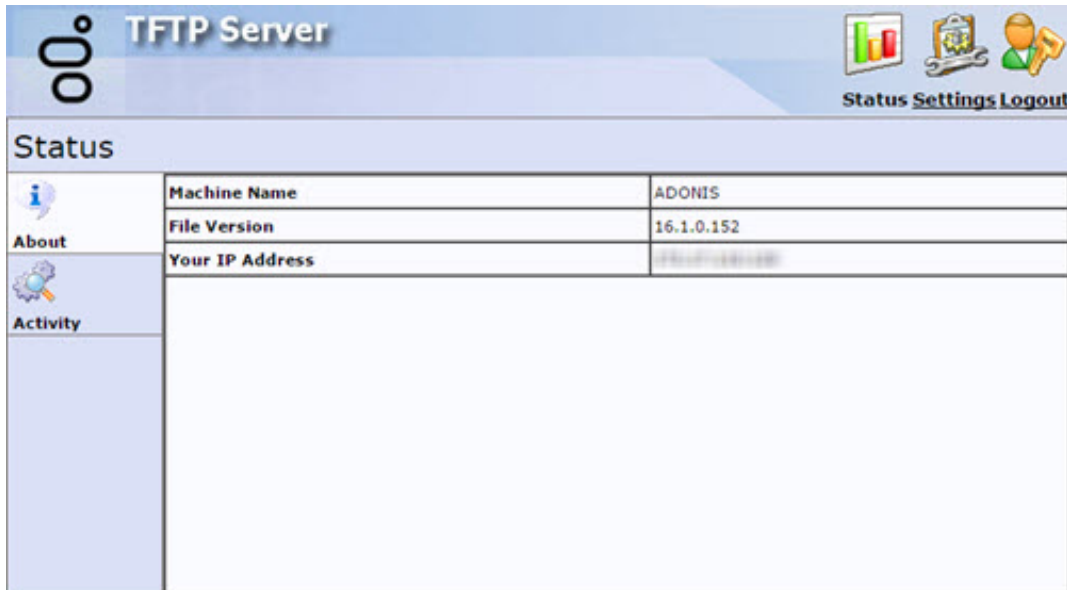 TFTP Server
Status Settings Logout
Status
About
Activity
Machine Name ADONIS
File Version 16.1.0.152
Your IP Address